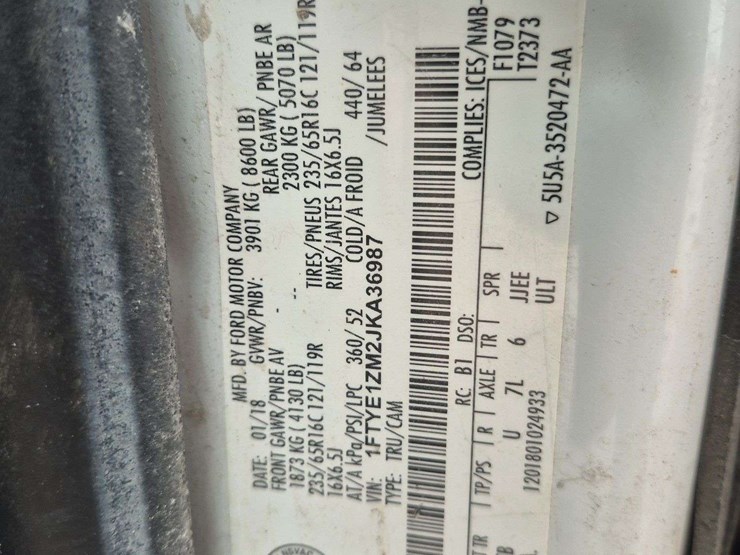 MFD. BY FORD MOTOR COMPANY
DATE: 01/18 GVWR/PNBV: 3901 KG ( 8600 LB)
FRONT GAWR/PNBE AV - -- REAR GAWR/ PNBE AR
1873 KG ( 4130 LB) 2300 KG ( 5070 LB)
235/65R16C 121/119R TIRES/PNEUS 235/65R16C 121/119R
16X6.5J RIMS/JANTES 16X6.5J
AT/A kPa/PSI/LPC 360/ 52 COLD/A FROID 440/ 64
VIN: 1FTYE1ZM2JKA36987 /JUMELEES
TYPE: TRU/CAM
RC: B1 DSO: COMPLIES: ICES/NMB-
TR TP/PS R AXLE TR SPR F1079
B U 7L 6 JJEE T2373
1201801024933 ULT
▽ 5U5A-3520472-AA